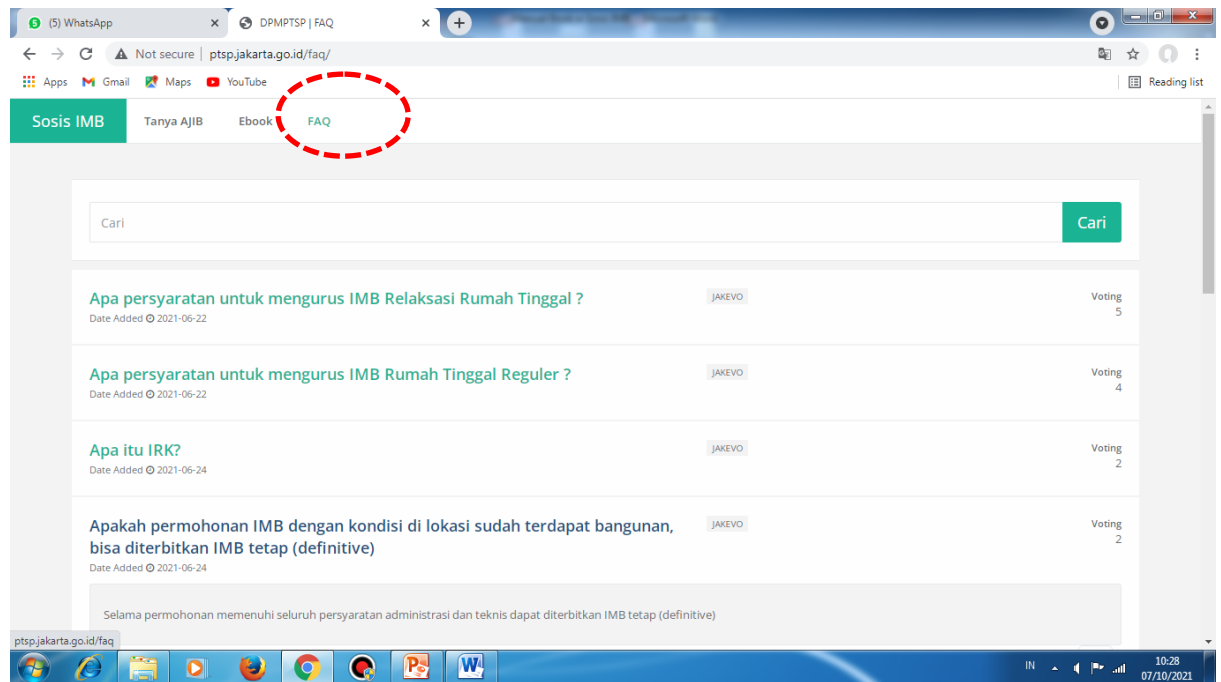 (5) WhatsApp
DPMPTSP | FAQ
Not secure | ptsp.jakarta.go.id/faq/
Apps Gmail Maps YouTube Reading list
Sosis IMB Tanya AJIB Ebook FAQ
Cari Cari
Apa persyaratan untuk mengurus IMB Relaksasi Rumah Tinggal ? JAKEVO Voting
Date Added 2021-06-22 5
Apa persyaratan untuk mengurus IMB Rumah Tinggal Reguler ? JAKEVO Voting
Date Added 2021-06-22 4
Apa itu IRK? JAKEVO Voting
Date Added 2021-06-24 2
Apakah permohonan IMB dengan kondisi di lokasi sudah terdapat bangunan, JAKEVO Voting
bisa diterbitkan IMB tetap (definitive) 2
Date Added 2021-06-24
Selama permohonan memenuhi seluruh persyaratan administrasi dan teknis dapat diterbitkan IMB tetap (definitive)
ptsp.jakarta.go.id/faq
IN 10:28
07/10/2021